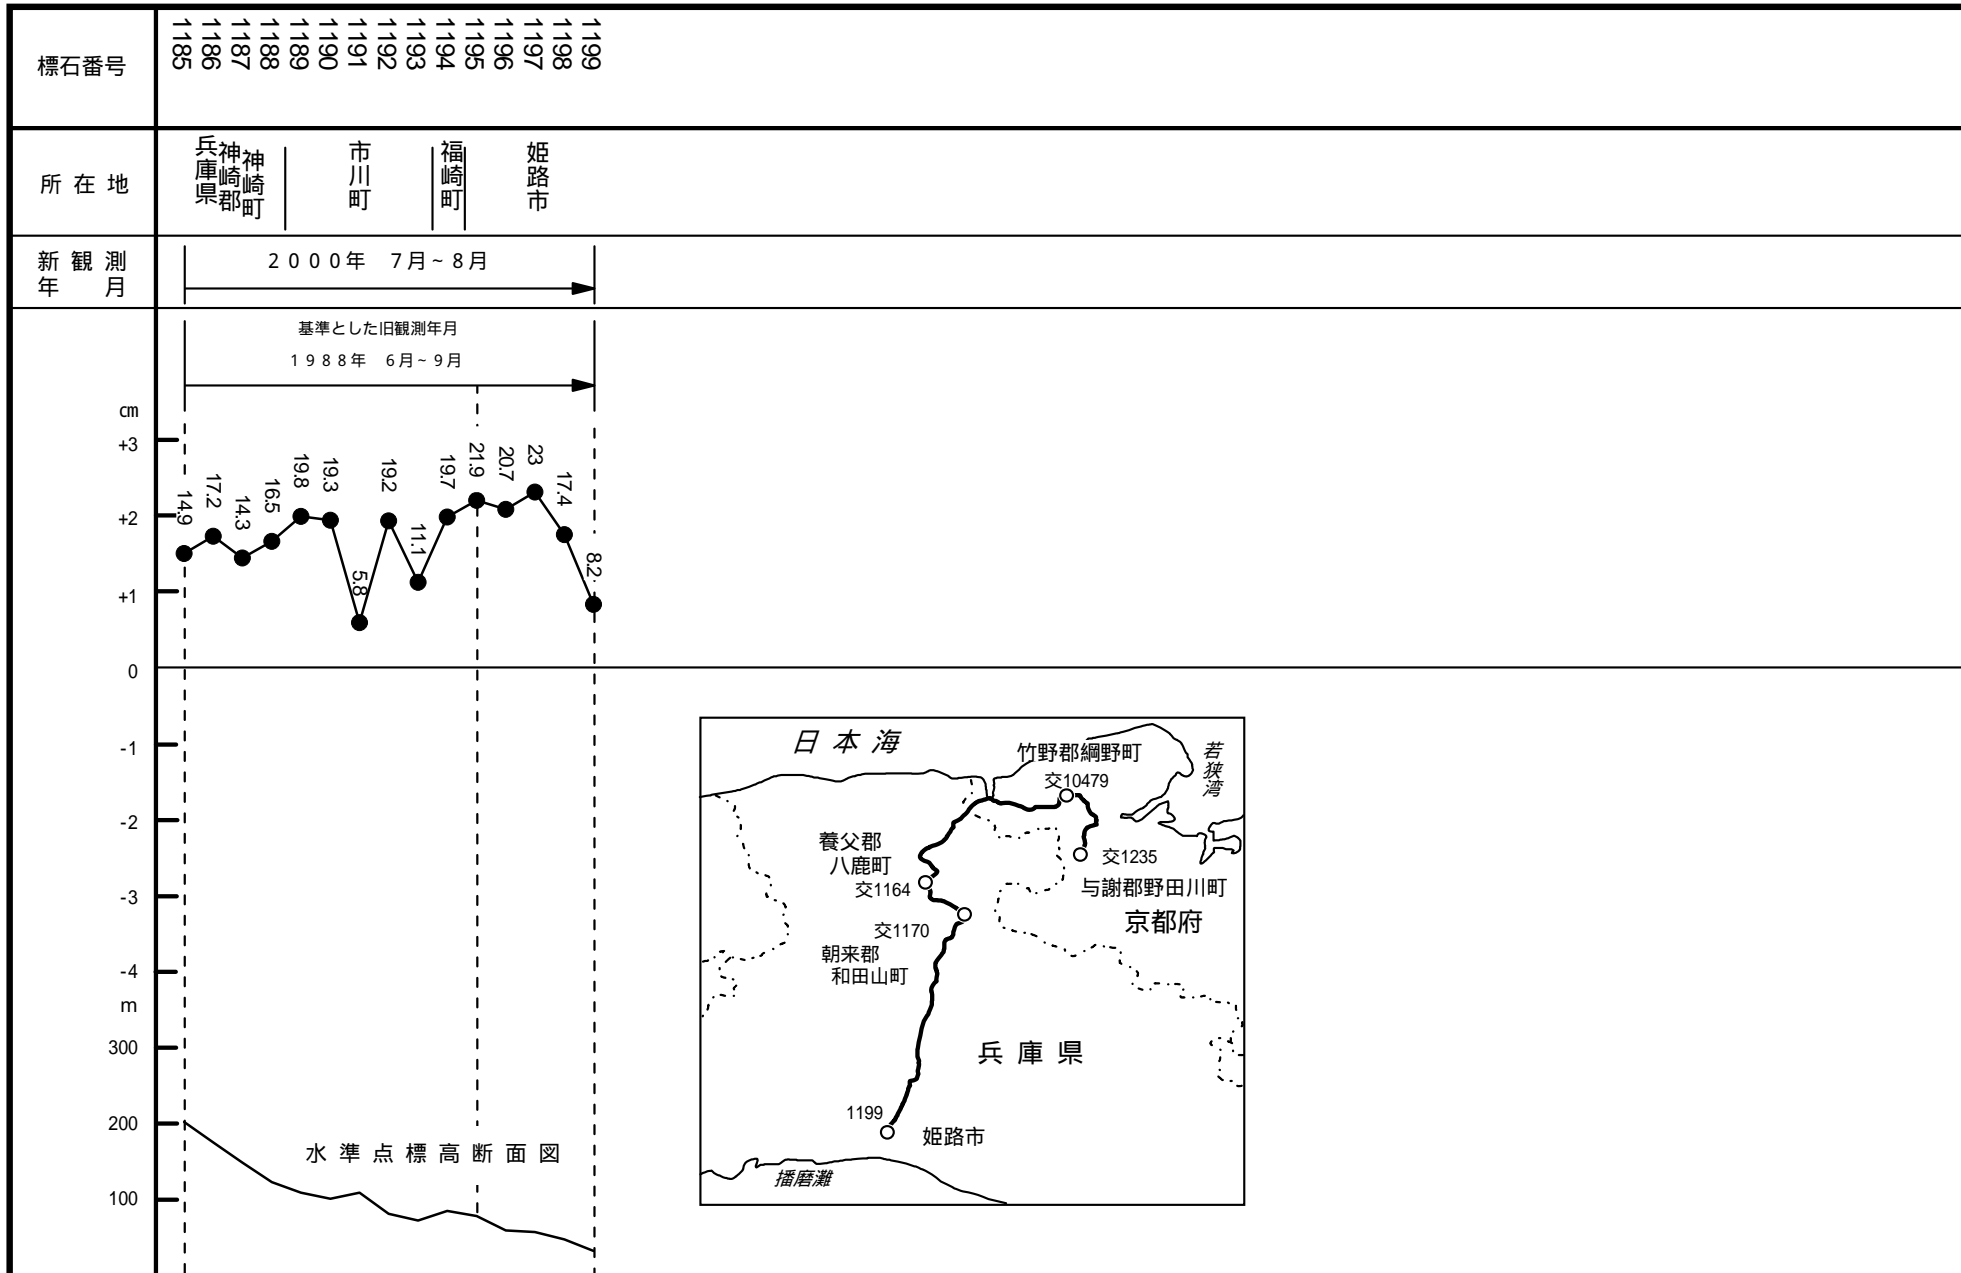 標石番号
1185
1186
1187
1188
1189
1190
1191
1192
1193
1194
1195
1196
1197
1198
1199
所在地
兵庫県
神崎郡
神崎町
市川町
福崎町
姫路市
新観測
年 月
2000年 7月~8月
基準とした旧観測年月
1988年 6月~9月
cm
+3
+2
+1
0
-1
-2
-3
-4
m
300
200
100
14.9
17.2
14.3
16.5
19.8
19.3
5.8
19.2
11.1
19.7
21.9
20.7
23
17.4
8.2
水準点標高断面図
日本海
竹野郡網野町
交10479
若狭湾
養父郡
八鹿町
交1164
交1235
与謝郡野田川町
京都府
交1170
朝来郡
和田山町
兵庫県
1199
姫路市
播磨灘